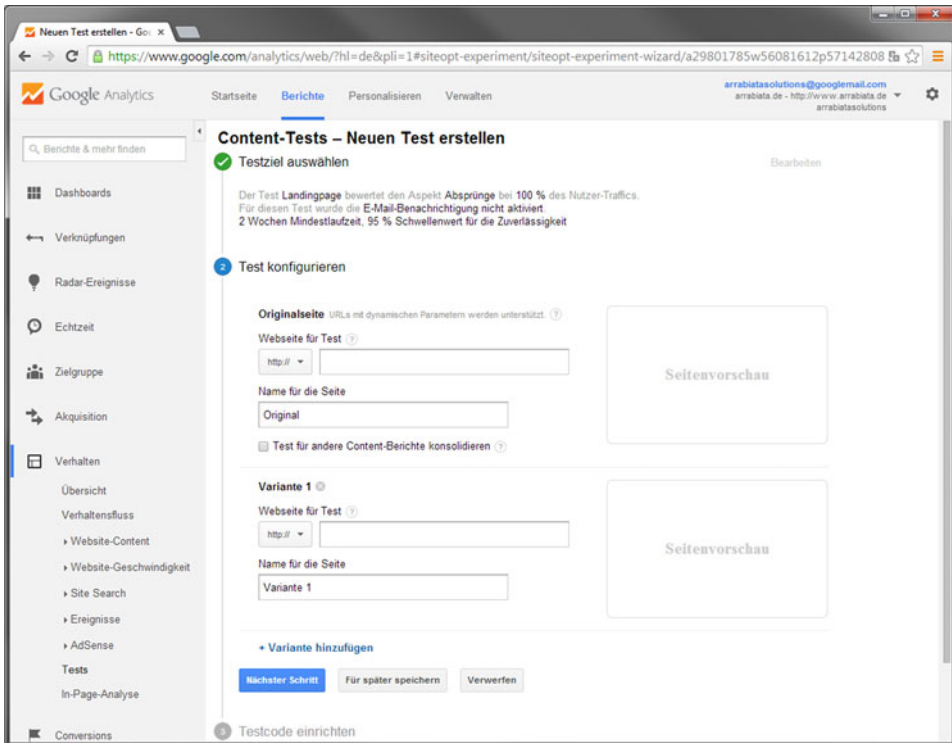 Neuen Test erstellen - Goo
https://www.google.com/analytics/web/?hl=de&pli=1#siteopt-experiment/siteopt-experiment-wizard/a29801785w56081612p57142808
Google Analytics
Startseite Berichte Personalisieren Verwalten
arrabiatasolutions@googlemail.com
arrabiata.de - http://www.arrabiata.de
arrabiatasolutions
Berichte & mehr finden
Dashboards
Verknüpfungen
Radar-Ereignisse
Echtzeit
Zielgruppe
Akquisition
Verhalten
Übersicht
Verhaltensfluss
Website-Content
Website-Geschwindigkeit
Site Search
Ereignisse
AdSense
Tests
In-Page-Analyse
Conversions
Content-Tests – Neuen Test erstellen
Testziel auswählen Bearbeiten
Der Test Landingpage bewertet den Aspekt Absprünge bei 100 % des Nutzer-Traffics.
Für diesen Test wurde die E-Mail-Benachrichtigung nicht aktiviert
2 Wochen Mindestlaufzeit, 95 % Schwellenwert für die Zuverlässigkeit
2 Test konfigurieren
Originalseite URLs mit dynamischen Parametern werden unterstützt. ?
Webseite für Test ?
http://
Seitenvorschau
Name für die Seite
Original
Test für andere Content-Berichte konsolidieren ?
Variante 1
Webseite für Test ?
http://
Seitenvorschau
Name für die Seite
Variante 1
+ Variante hinzufügen
Nächster Schritt Für später speichern Verwerfen
3 Testcode einrichten